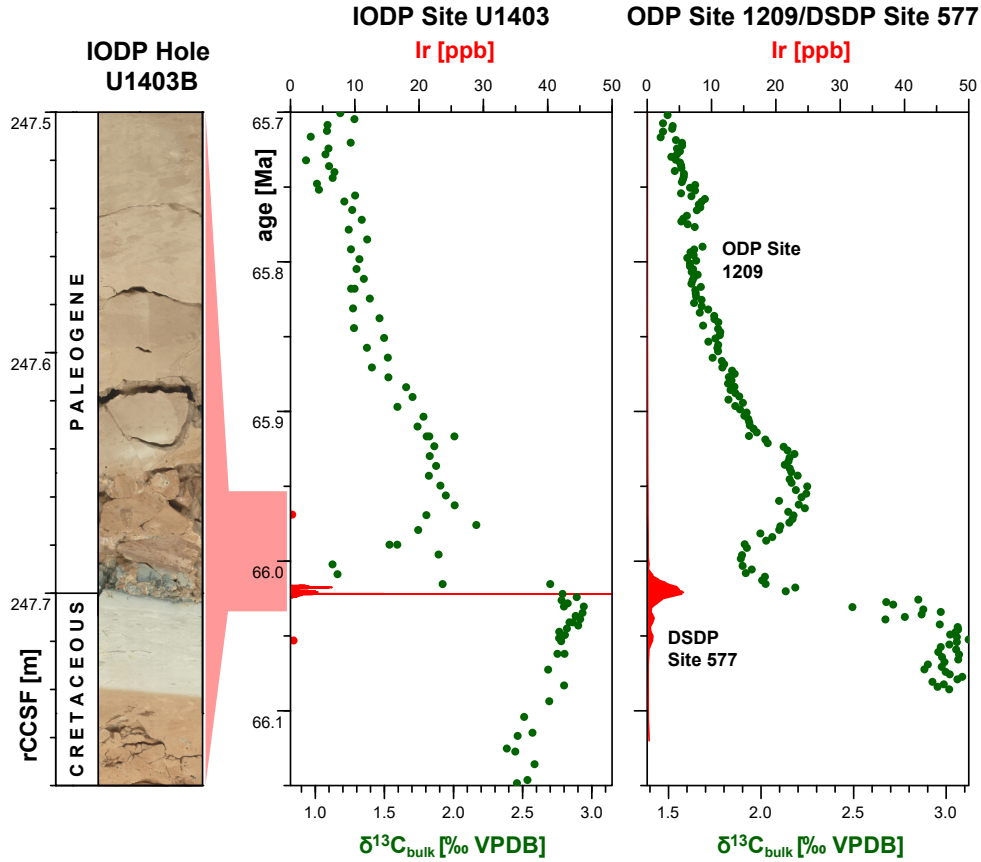 IODP Site U1403
ODP Site 1209/DSDP Site 577
IODP Hole
U1403B
Ir [ppb]
Ir [ppb]
0 10 20 30 40 50
0 10 20 30 40 50
247.5
247.6
247.7
rCCSF [m]
PALEOGENE
CRETACEOUS
age [Ma]
65.7
65.8
65.9
66.0
66.1
ODP Site
1209
DSDP
Site 577
1.0 1.5 2.0 2.5 3.0
1.5 2.0 2.5 3.0
δ¹³C_bulk [‰ VPDB]
δ¹³C_bulk [‰ VPDB]